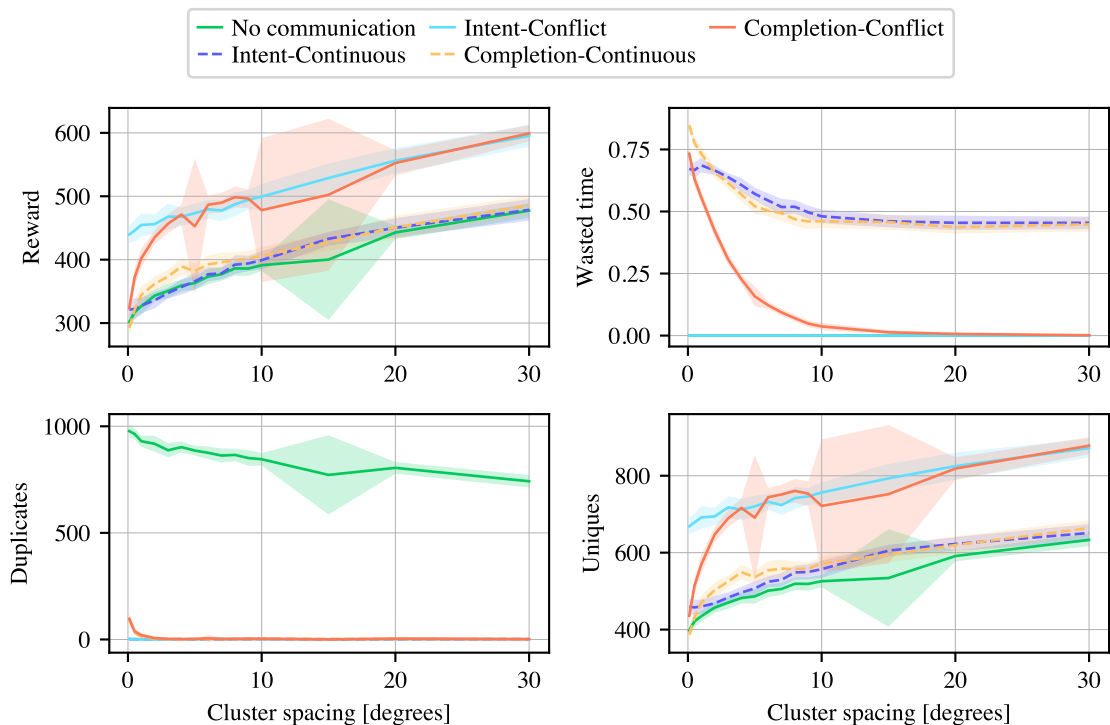 No communication Intent-Conflict Completion-Conflict
Intent-Continuous Completion-Continuous
600
500
400
300
Reward
0 10 20 30
0.75
0.50
0.25
0.00
Wasted time
0 10 20 30
1000
500
0
Duplicates
0 10 20 30
Cluster spacing [degrees]
800
600
400
Uniques
0 10 20 30
Cluster spacing [degrees]